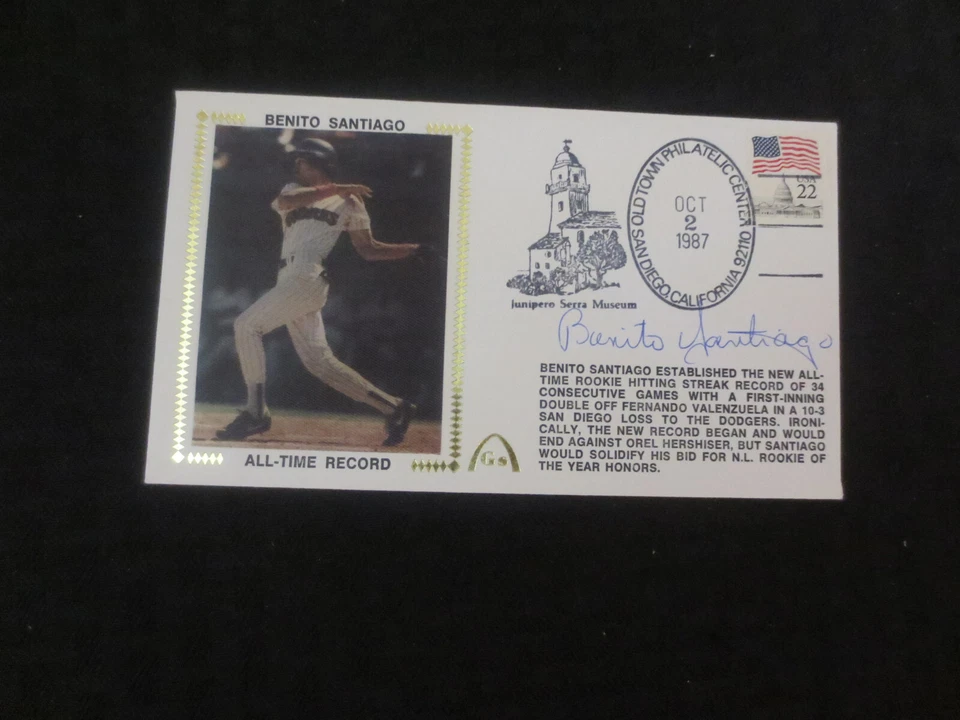 BENITO SANTIAGO
ALL-TIME RECORD
Gs
Junipero Serra Museum
OLD TOWN PHILATELIC CENTER
OCT
2
1987
SAN DIEGO, CALIFORNIA 92110
USA
22
Benito Santiago
BENITO SANTIAGO ESTABLISHED THE NEW ALL-
TIME ROOKIE HITTING STREAK RECORD OF 34
CONSECUTIVE GAMES WITH A FIRST-INNING
DOUBLE OFF FERNANDO VALENZUELA IN A 10-3
SAN DIEGO LOSS TO THE DODGERS. IRONI-
CALLY, THE NEW RECORD BEGAN AND WOULD
END AGAINST OREL HERSHISER, BUT SANTIAGO
WOULD SOLIDIFY HIS BID FOR N.L. ROOKIE OF
THE YEAR HONORS.